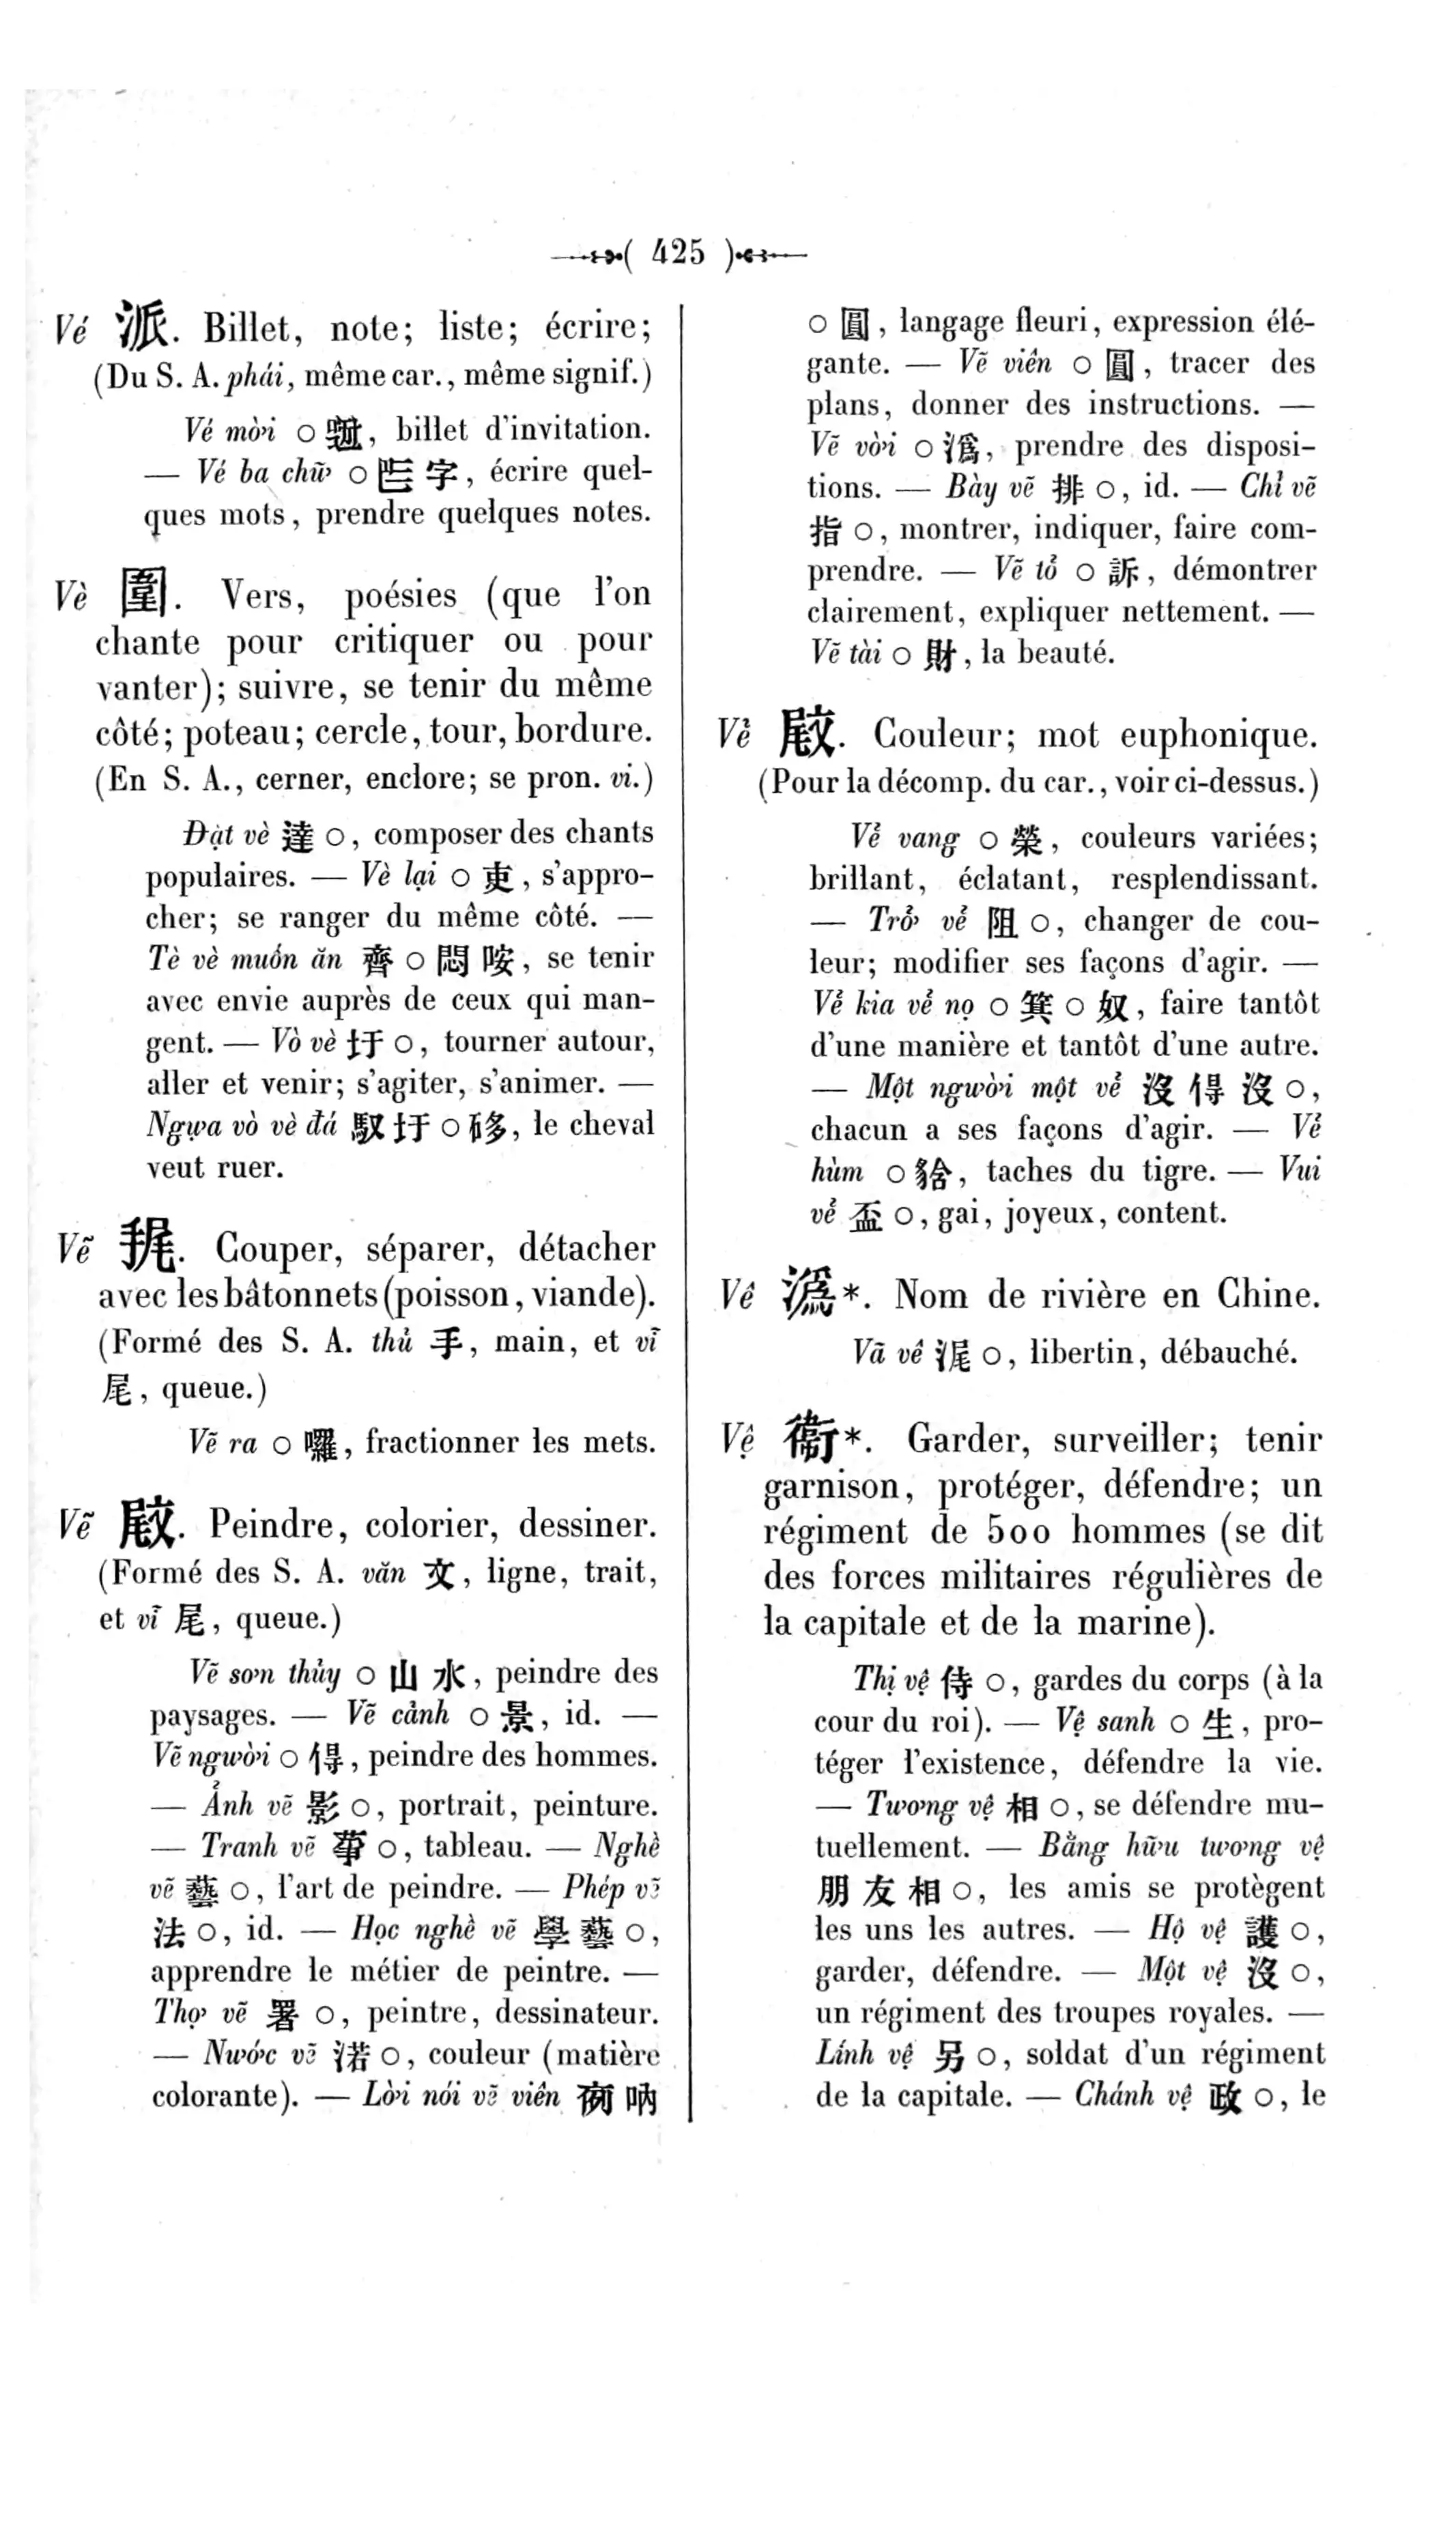 ( 425 )
Vé 派. Billet, note; liste; écrire;
(Du S. A. phái, même car., même signif.)
Vé mời ○, billet d'invitation.
— Vé ba chữ ○ 字, écrire quel-
ques mots, prendre quelques notes.
Vè 圍. Vers, poésies (que l'on
chante pour critiquer ou pour
vanter); suivre, se tenir du même
côté; poteau; cercle, tour, bordure.
(En S. A., cerner, enclore; se pron. vi.)
Đặt vè 達 ○, composer des chants
populaires. — Vè lại ○ 吏, s'appro-
cher; se ranger du même côté. —
Tè vè muốn ăn 齊 ○ 悶 咹, se tenir
avec envie auprès de ceux qui man-
gent. — Vò vè 圩 ○, tourner autour,
aller et venir; s'agiter, s'animer. —
Ngựa vò vè đá 馭 圩 ○, le cheval
veut ruer.
Vẽ. Couper, séparer, détacher
avec les bâtonnets (poisson, viande).
(Formé des S. A. thủ 手, main, et vĩ
尾, queue.)
Vẽ ra ○ 囉, fractionner les mets.
Vẽ. Peindre, colorier, dessiner.
(Formé des S. A. văn 文, ligne, trait,
et vĩ 尾, queue.)
Vẽ sơn thủy ○ 山 水, peindre des
paysages. — Vẽ cảnh ○ 景, id. —
Vẽ người ○ 得, peindre des hommes.
— Ảnh vẽ 影 ○, portrait, peinture.
— Tranh vẽ ○, tableau. — Nghề
vẽ 藝 ○, l'art de peindre. — Phép vẽ
法 ○, id. — Học nghề vẽ 學 藝 ○,
apprendre le métier de peintre. —
Thợ vẽ 署 ○, peintre, dessinateur.
— Nước vẽ 渃 ○, couleur (matière
colorante). — Lời nói vẽ viên 吶
○ 圓, langage fleuri, expression élé-
gante. — Vẽ viên ○ 圓, tracer des
plans, donner des instructions. —
Vẽ vời ○ 潙, prendre des disposi-
tions. — Bày vẽ 排 ○, id. — Chỉ vẽ
指 ○, montrer, indiquer, faire com-
prendre. — Vẽ tỏ ○ 訴, démontrer
clairement, expliquer nettement. —
Vẽ tài ○ 財, la beauté.
Vẻ. Couleur; mot euphonique.
(Pour la décomp. du car., voir ci-dessus.)
Vẻ vang ○ 榮, couleurs variées;
brillant, éclatant, resplendissant.
— Trở vẻ 阻 ○, changer de cou-
leur; modifier ses façons d'agir. —
Vẻ kia vẻ nọ ○ 箕 ○ 奴, faire tantôt
d'une manière et tantôt d'une autre.
— Một người một vẻ 沒 得 沒 ○,
chacun a ses façons d'agir. — Vẻ
hùm ○, taches du tigre. — Vui
vẻ 盃 ○, gai, joyeux, content.
Vê 潙*. Nom de rivière en Chine.
Vã vê 浘 ○, libertin, débauché.
Vệ 衞*. Garder, surveiller; tenir
garnison, protéger, défendre; un
régiment de 500 hommes (se dit
des forces militaires régulières de
la capitale et de la marine).
Thị vệ 侍 ○, gardes du corps (à la
cour du roi). — Vệ sanh ○ 生, pro-
téger l'existence, défendre la vie.
— Tương vệ 相 ○, se défendre mu-
tuellement. — Bằng hữu tương vệ
朋 友 相 ○, les amis se protègent
les uns les autres. — Hộ vệ 護 ○,
garder, défendre. — Một vệ 沒 ○,
un régiment des troupes royales. —
Lính vệ 另 ○, soldat d'un régiment
de la capitale. — Chánh vệ 政 ○, le